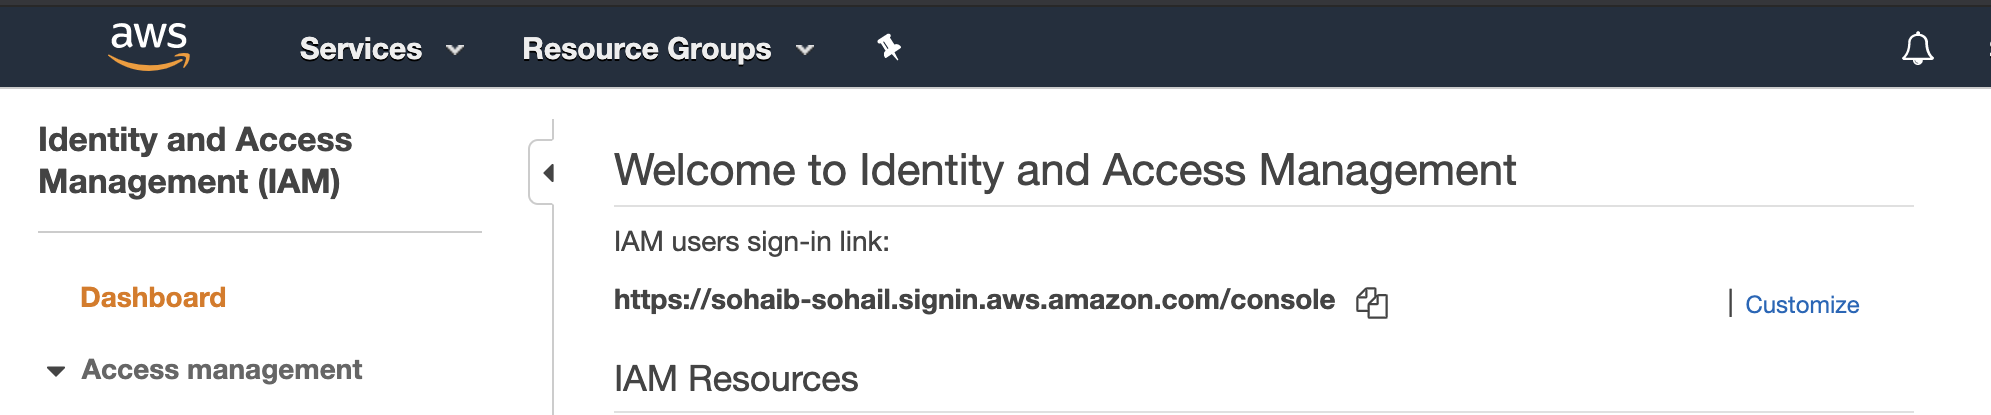 aws Services Resource Groups
Identity and Access
Management (IAM)
Dashboard
Access management
Welcome to Identity and Access Management
IAM users sign-in link:
https://sohaib-sohail.signin.aws.amazon.com/console
Customize
IAM Resources